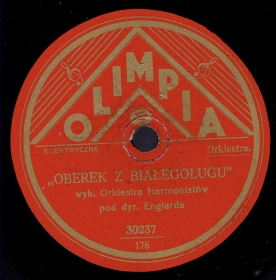 OLIMPIA
ELEKTRYCZNE
Orkiestra.
„OBEREK Z BIAŁEGOŁUGU"
wyk. Orkiestra Harmonistów
pod dyr. Englarda
30237
176